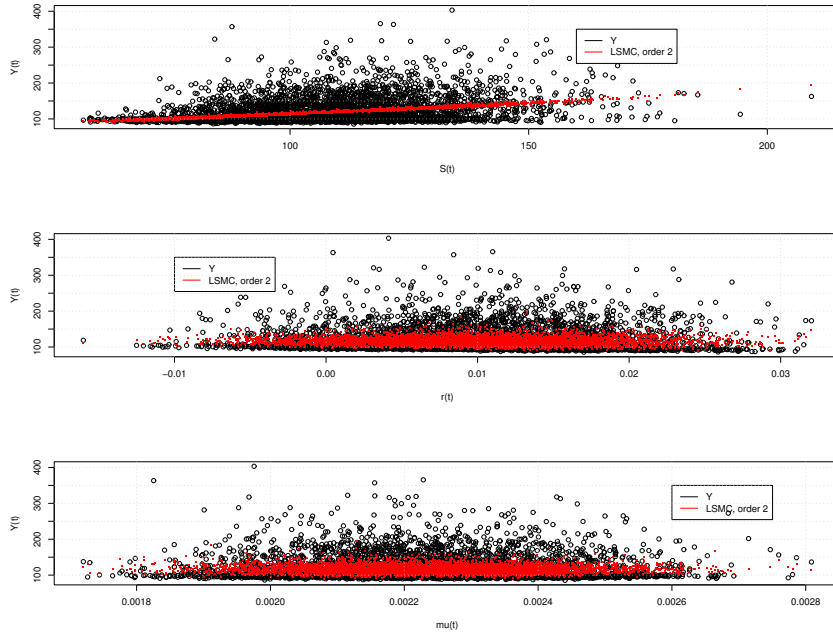 400
300
200
100
Y(t)
Y
LSMC, order 2
100
150
200
S(t)
400
300
200
100
Y(t)
Y
LSMC, order 2
−0.01
0.00
0.01
0.02
0.03
r(t)
400
300
200
100
Y(t)
Y
LSMC, order 2
0.0018
0.0020
0.0022
0.0024
0.0026
0.0028
mu(t)